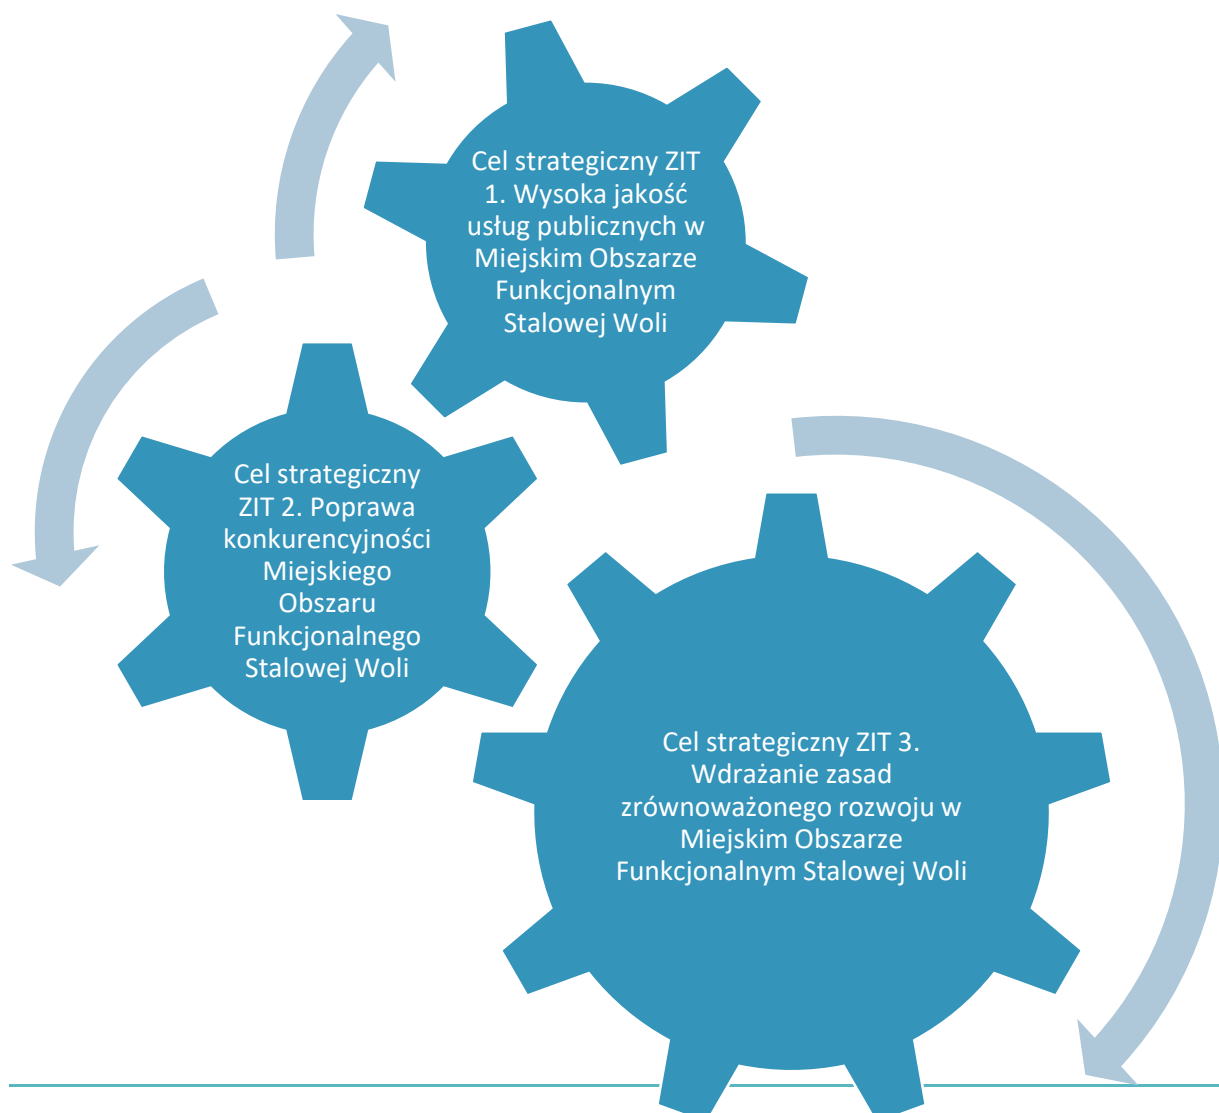 Cel strategiczny ZIT
1. Wysoka jakość
usług publicznych w
Miejskim Obszarze
Funkcjonalnym
Stalowej Woli
Cel strategiczny
ZIT 2. Poprawa
konkurencyjności
Miejskiego
Obszaru
Funkcjonalnego
Stalowej Woli
Cel strategiczny ZIT 3.
Wdrażanie zasad
zrównoważonego rozwoju w
Miejskim Obszarze
Funkcjonalnym Stalowej Woli